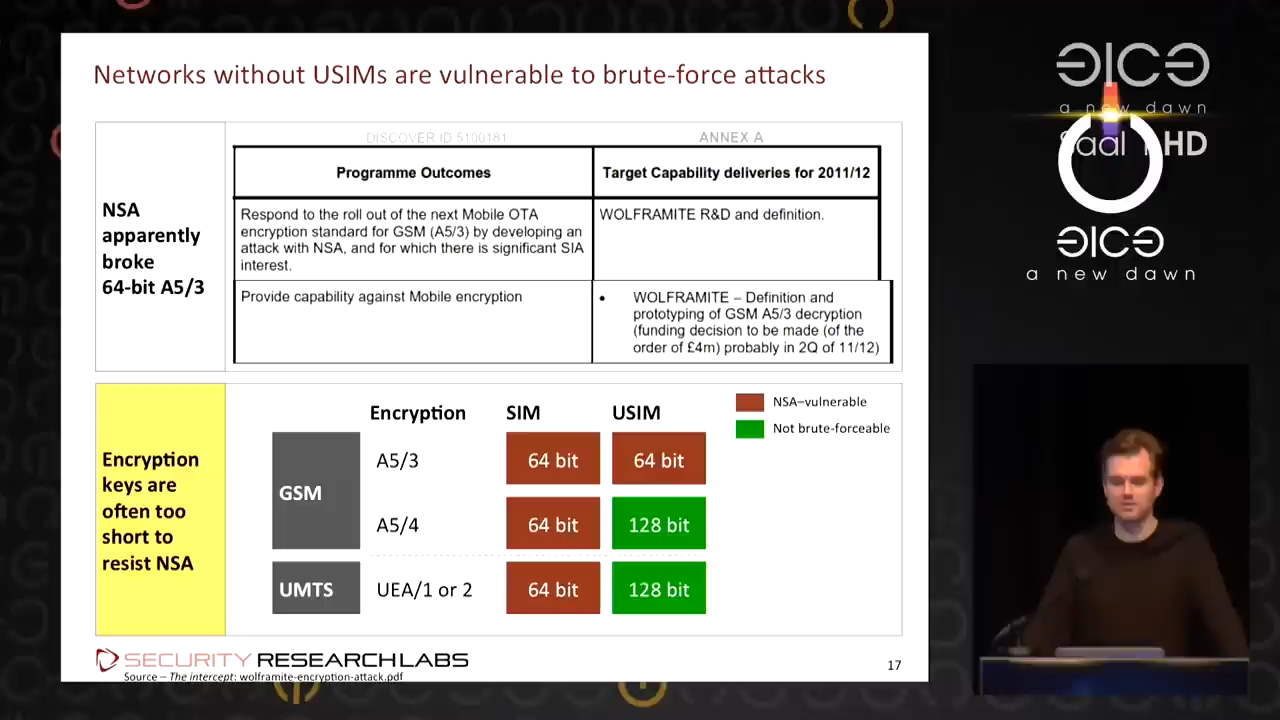 Networks without USIMs are vulnerable to brute-force attacks
DISCOVER ID 5100181
ANNEX A
NSA
apparently
broke
64-bit A5/3
Programme Outcomes
Target Capability deliveries for 2011/12
Respond to the roll out of the next Mobile OTA
encryption standard for GSM (A5/3) by developing an
attack with NSA, and for which there is significant SIA
interest.
WOLFRAMITE R&D and definition.
Provide capability against Mobile encryption
• WOLFRAMITE – Definition and
prototyping of GSM A5/3 decryption
(funding decision to be made (of the
order of £4m) probably in 2Q of 11/12)
Encryption
keys are
often too
short to
resist NSA
Encryption SIM USIM
GSM
A5/3 64 bit 64 bit
A5/4 64 bit 128 bit
UMTS UEA/1 or 2 64 bit 128 bit
NSA–vulnerable
Not brute-forceable
SECURITY RESEARCH LABS
Source – The intercept: wolframite-encryption-attack.pdf
17
a new dawn
Saal 1 HD
a new dawn